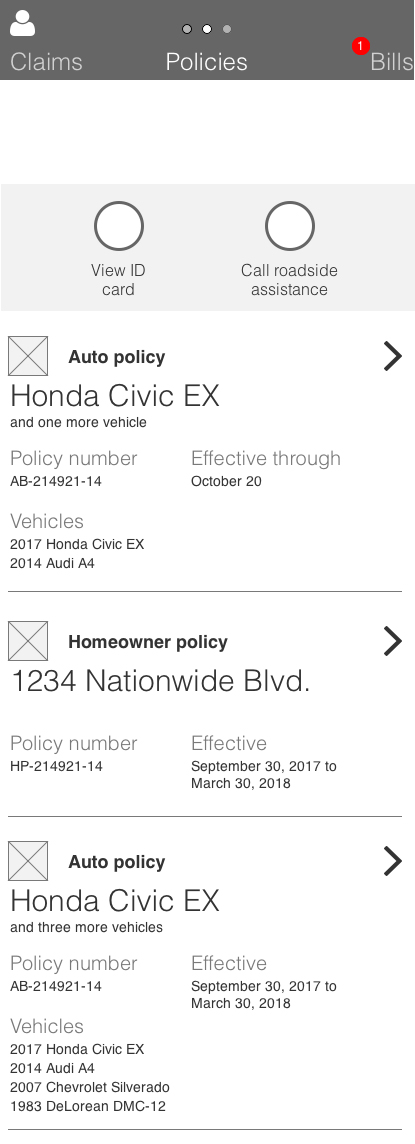 1
Claims Policies Bills
View ID
card
Call roadside
assistance
Auto policy
Honda Civic EX
and one more vehicle
Policy number Effective through
AB-214921-14 October 20
Vehicles
2017 Honda Civic EX
2014 Audi A4
Homeowner policy
1234 Nationwide Blvd.
Policy number Effective
HP-214921-14 September 30, 2017 to
March 30, 2018
Auto policy
Honda Civic EX
and three more vehicles
Policy number Effective
AB-214921-14 September 30, 2017 to
March 30, 2018
Vehicles
2017 Honda Civic EX
2014 Audi A4
2007 Chevrolet Silverado
1983 DeLorean DMC-12